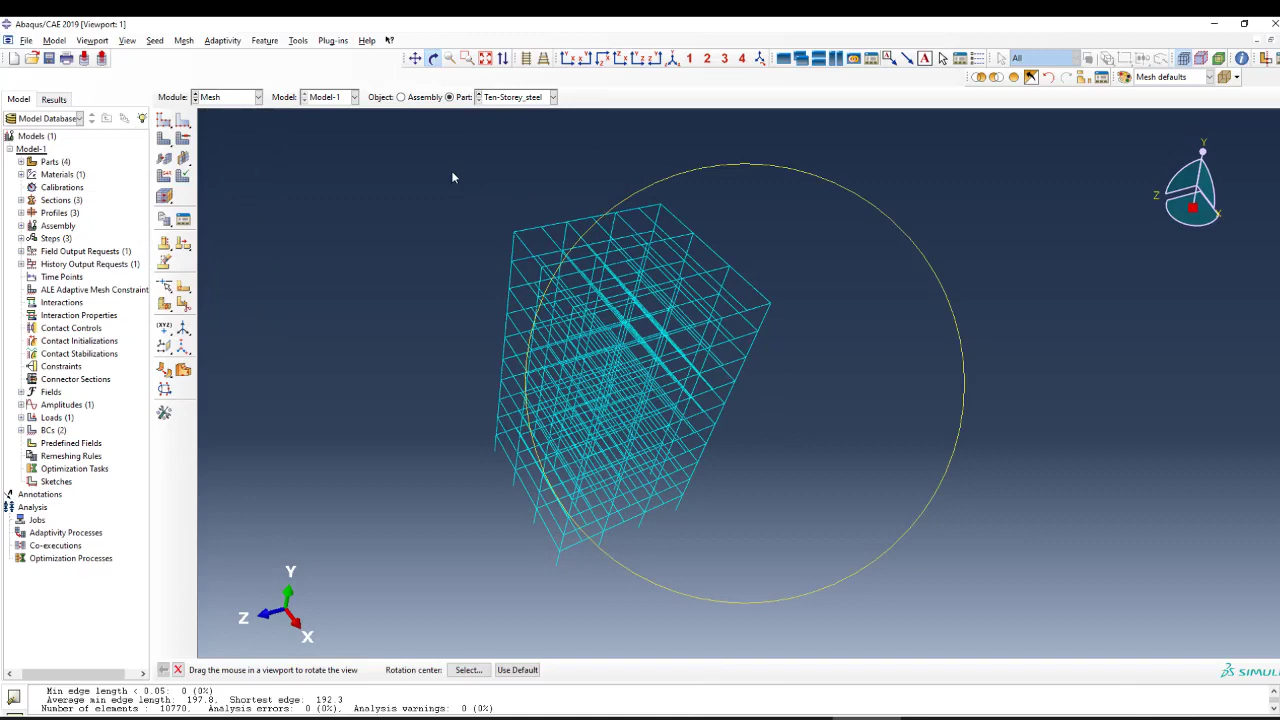 Abaqus/CAE 2019 [Viewport: 1]
File Model Viewport View Seed Mesh Adaptivity Feature Tools Plug-ins Help
1 2 3 4 All
Mesh defaults
Model Results Module: Mesh Model: Model-1 Object: Assembly Part: Ten-Storey_steel
Model Database
Models (1)
Model-1
Parts (4)
Materials (1)
Calibrations
Sections (3)
Profiles (3)
Assembly
Steps (3)
Field Output Requests (1)
History Output Requests (1)
Time Points
ALE Adaptive Mesh Constraint
Interactions
Interaction Properties
Contact Controls
Contact Initializations
Contact Stabilizations
Constraints
Connector Sections
Fields
Amplitudes (1)
Loads (1)
BCs (2)
Predefined Fields
Remeshing Rules
Optimization Tasks
Sketches
Annotations
Analysis
Jobs
Adaptivity Processes
Co-executions
Optimization Processes
Y
Z
X
Y
Z
X
Drag the mouse in a viewport to rotate the view Rotation center: Select... Use Default
SIMULI
Min edge length < 0.05: 0 (0%)
Average min edge length: 197.8, Shortest edge: 192.3
Number of elements : 10770, Analysis errors: 0 (0%), Analysis warnings: 0 (0%)